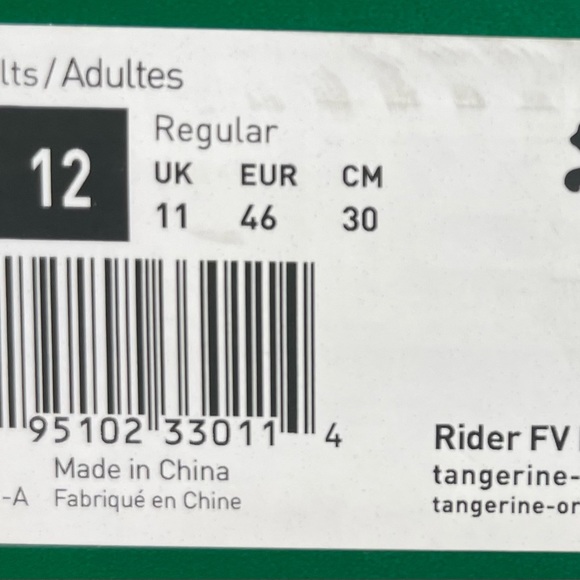 lts/Adultes
12
Regular
UK EUR CM
11 46 30
95102 33011 4
Made in China
-A Fabriqué en Chine
Rider FV
tangerine-
tangerine-or